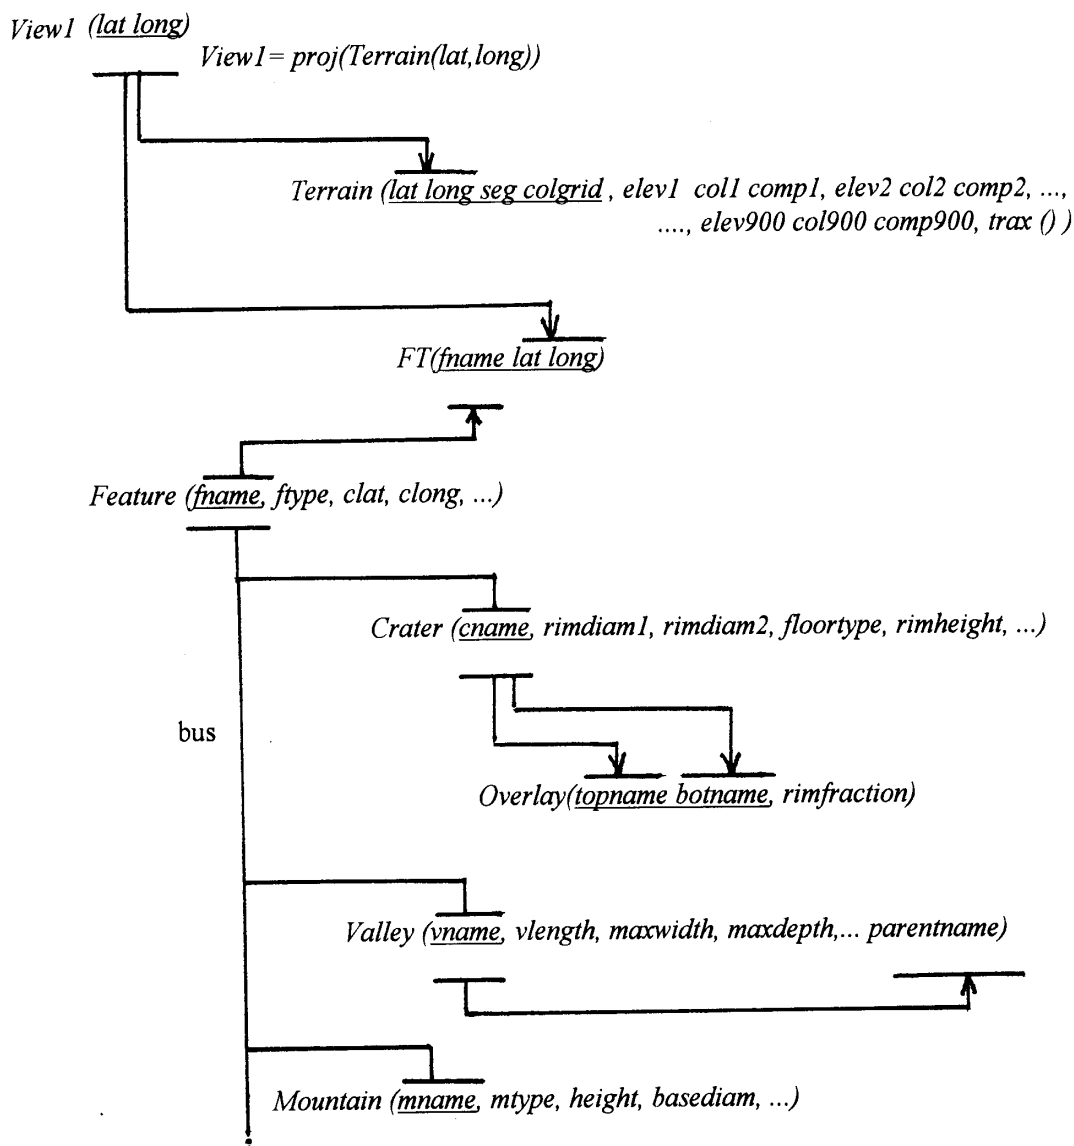 View1 (lat long)
View1= proj(Terrain(lat,long))
Terrain (lat long seg colgrid , elev1 col1 comp1, elev2 col2 comp2, ...,
...., elev900 col900 comp900, trax () )
FT(fname lat long)
Feature (fname, ftype, clat, clong, ...)
Crater (cname, rimdiam1, rimdiam2, floortype, rimheight, ...)
bus
Overlay(topname botname, rimfraction)
Valley (vname, vlength, maxwidth, maxdepth,... parentname)
Mountain (mname, mtype, height, basediam, ...)